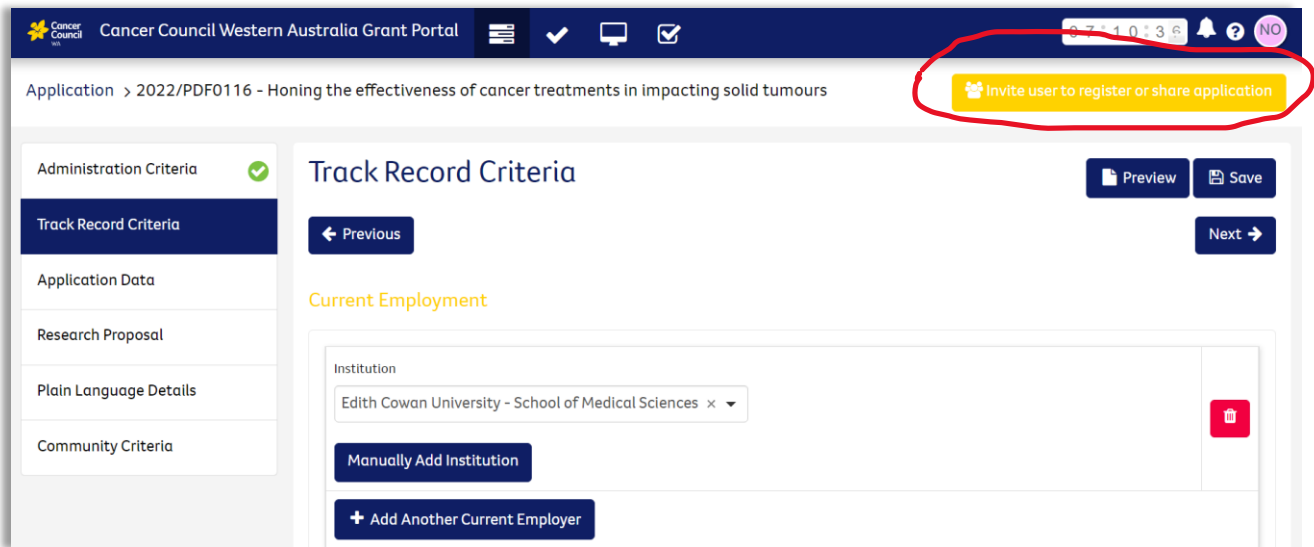 Cancer
Council
WA
Cancer Council Western Australia Grant Portal
07:10:36
NO
Application > 2022/PDF0116 - Honing the effectiveness of cancer treatments in impacting solid tumours
Invite user to register or share application
Administration Criteria
Track Record Criteria
Application Data
Research Proposal
Plain Language Details
Community Criteria
Track Record Criteria
Preview
Save
Previous
Next
Current Employment
Institution
Edith Cowan University - School of Medical Sciences ×
Manually Add Institution
+ Add Another Current Employer